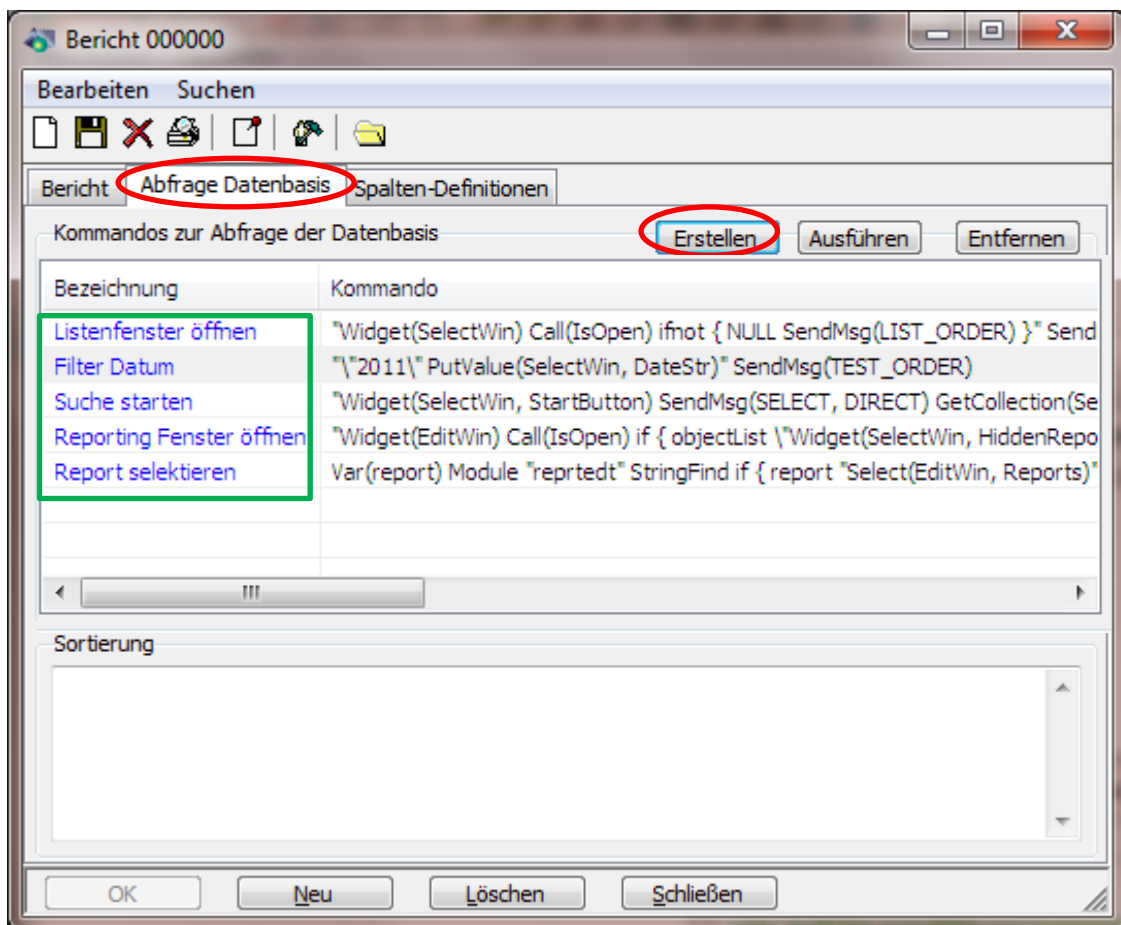 Bericht 000000
Bearbeiten Suchen
Bericht Abfrage Datenbasis Spalten-Definitionen
Kommandos zur Abfrage der Datenbasis Erstellen Ausführen Entfernen
Bezeichnung Kommando
Listenfenster öffnen "Widget(SelectWin) Call(IsOpen) ifnot { NULL SendMsg(LIST_ORDER) }" Send
Filter Datum "\"2011\" PutValue(SelectWin, DateStr)" SendMsg(TEST_ORDER)
Suche starten "Widget(SelectWin, StartButton) SendMsg(SELECT, DIRECT) GetCollection(Se
Reporting Fenster öffnen "Widget(EditWin) Call(IsOpen) if { objectList \"Widget(SelectWin, HiddenRepo
Report selektieren Var(report) Module "reprtedt" StringFind if { report "Select(EditWin, Reports)"
Sortierung
OK Neu Löschen Schließen